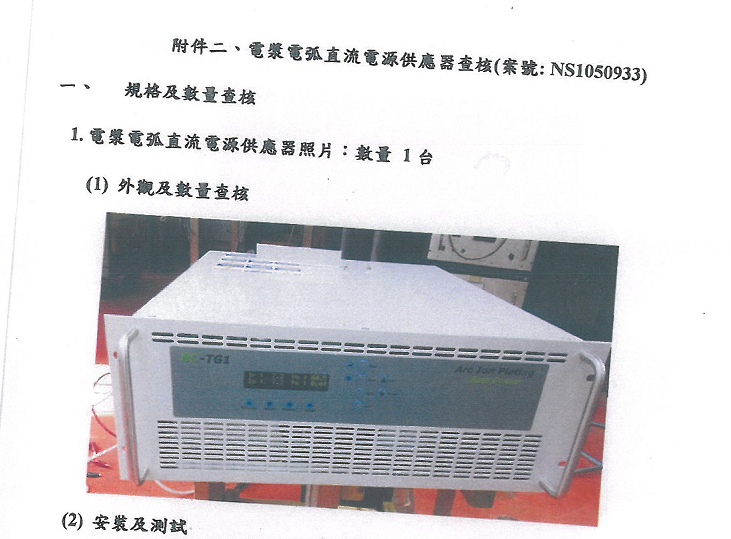 附件二、電漿電弧直流電源供應器查核(案號: NS1050933)
一、 規格及數量查核
1. 電漿電弧直流電源供應器照片：數量 1 台
(1) 外觀及數量查核
-TG1
Arc Ion Plating
(2) 安裝及測試